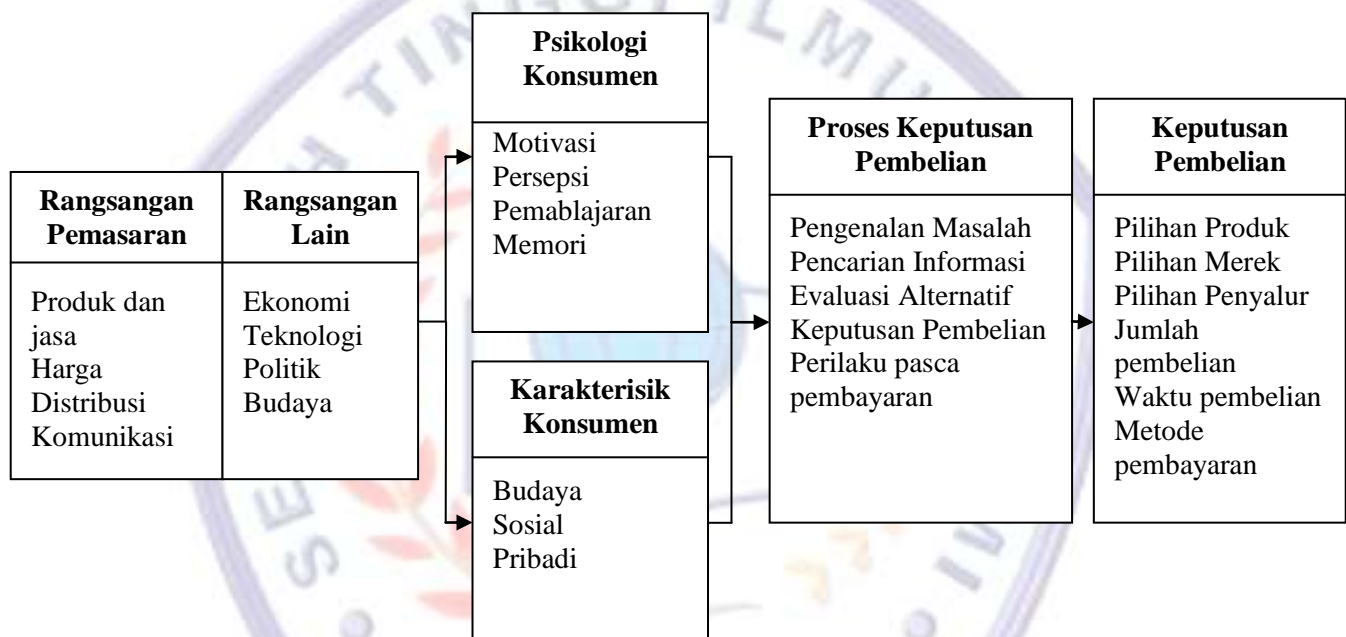 Rangsangan
Pemasaran
Produk dan
jasa
Harga
Distribusi
Komunikasi
Rangsangan
Lain
Ekonomi
Teknologi
Politik
Budaya
Psikologi
Konsumen
Motivasi
Persepsi
Pemablajaran
Memori
Karakterisik
Konsumen
Budaya
Sosial
Pribadi
Proses Keputusan
Pembelian
Pengenalan Masalah
Pencarian Informasi
Evaluasi Alternatif
Keputusan Pembelian
Perilaku pasca
pembayaran
Keputusan
Pembelian
Pilihan Produk
Pilihan Merek
Pilihan Penyalur
Jumlah
pembelian
Waktu pembelian
Metode
pembayaran